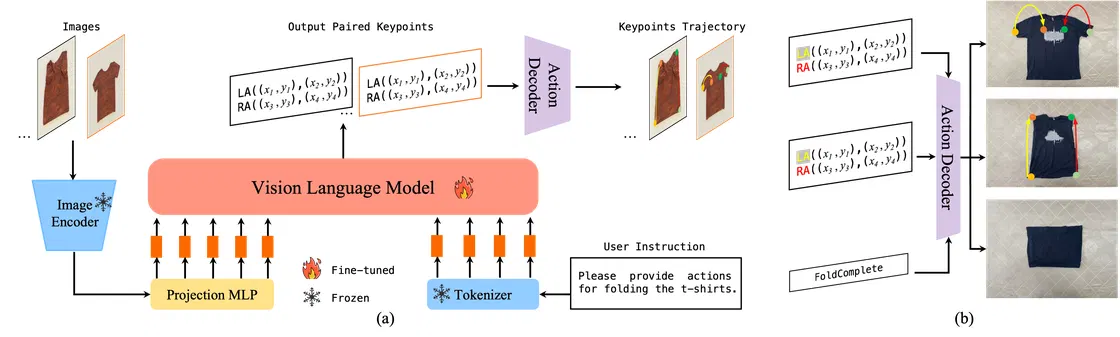 Images
Output Paired Keypoints
Keypoints Trajectory
LA((x₁,y₁),(x₂,y₂))
RA((x₃,y₃),(x₄,y₄))
...
LA((x₁,y₁),(x₂,y₂))
RA((x₃,y₃),(x₄,y₄))
Action
Decoder
...
...
Image
Encoder
Vision Language Model
Projection MLP
Fine-tuned
Frozen
Tokenizer
User Instruction
Please provide actions
for folding the t-shirts.
(a)
LA((x₁,y₁),(x₂,y₂))
RA((x₃,y₃),(x₄,y₄))
LA((x₁,y₁),(x₂,y₂))
RA((x₃,y₃),(x₄,y₄))
FoldComplete
Action Decoder
(b)